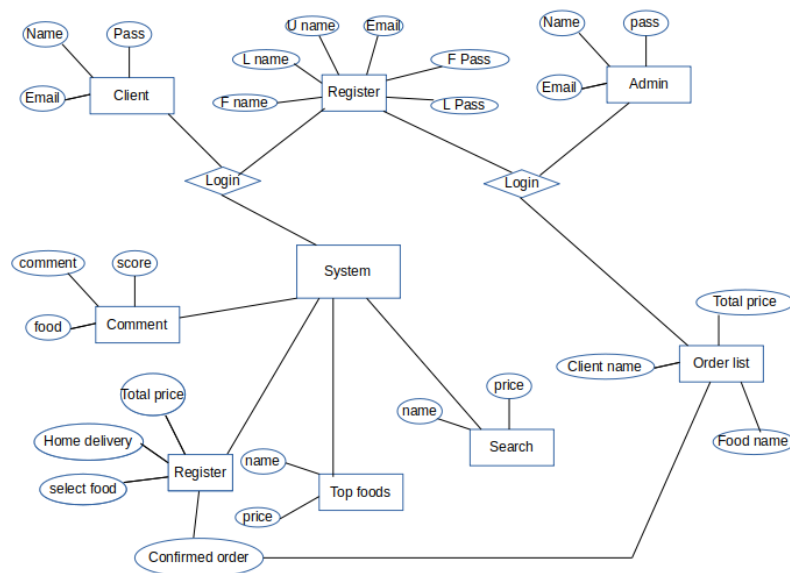 U name
Email
Name
Pass
Name
pass
L name
F Pass
Client
Register
Admin
Email
F name
L Pass
Email
Login
Login
comment
score
System
food
Comment
Total price
Client name
Order list
Total price
price
name
Home delivery
Food name
Search
name
Register
select food
Top foods
price
Confirmed order